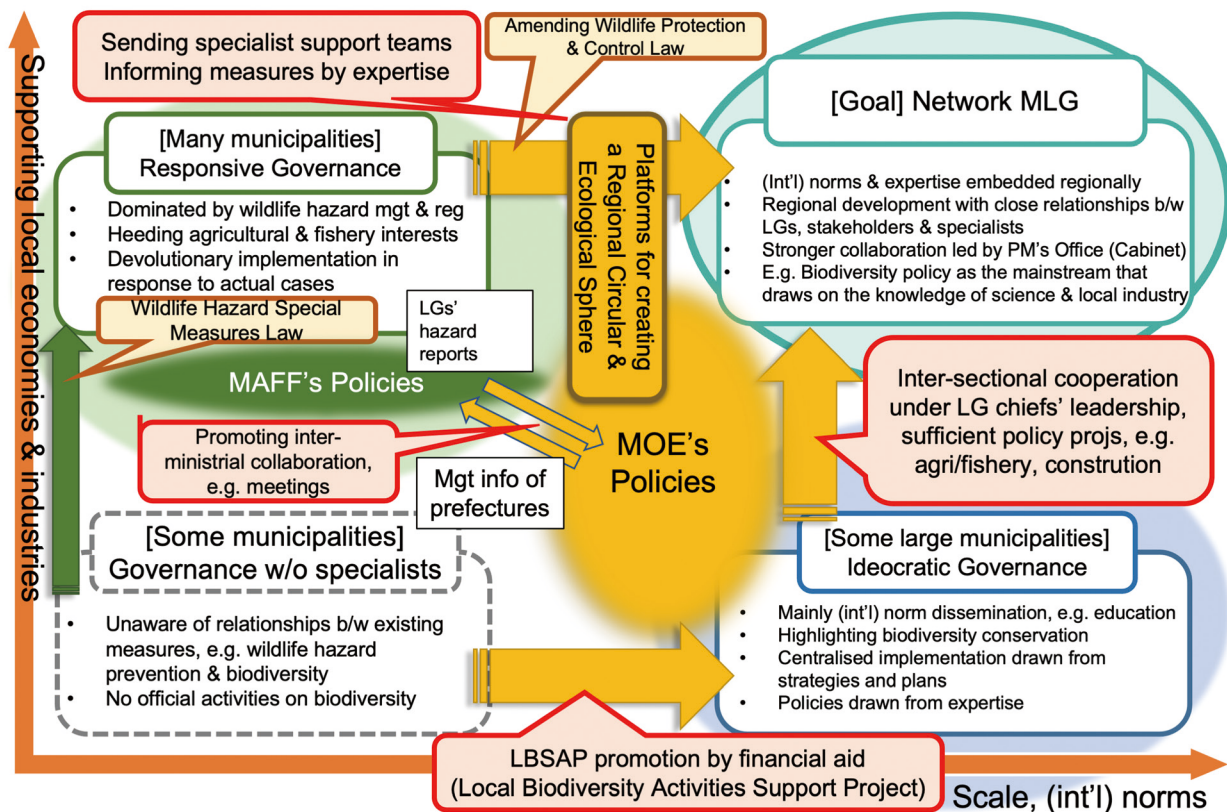 Supporting local economies & industries
Sending specialist support teams
Informing measures by expertise
Amending Wildlife Protection
& Control Law
[Many municipalities]
Responsive Governance
• Dominated by wildlife hazard mgt & reg
• Heeding agricultural & fishery interests
• Devolutionary implementation in
response to actual cases
Wildlife Hazard Special
Measures Law
LGs’
hazard
reports
MAFF’s Policies
Promoting inter-
ministrial collaboration,
e.g. meetings
Mgt info of
prefectures
Platforms for creating
a Regional Circular &
Ecological Sphere
MOE’s
Policies
[Goal] Network MLG
• (Int’l) norms & expertise embedded regionally
• Regional development with close relationships b/w
LGs, stakeholders & specialists
• Stronger collaboration led by PM’s Office (Cabinet)
• E.g. Biodiversity policy as the mainstream that
draws on the knowledge of science & local industry
Inter-sectional cooperation
under LG chiefs’ leadership,
sufficient policy projs, e.g.
agri/fishery, constrution
[Some municipalities]
Governance w/o specialists
• Unaware of relationships b/w existing
measures, e.g. wildlife hazard
prevention & biodiversity
• No official activities on biodiversity
[Some large municipalities]
Ideocratic Governance
• Mainly (int’l) norm dissemination, e.g. education
• Highlighting biodiversity conservation
• Centralised implementation drawn from
strategies and plans
• Policies drawn from expertise
LBSAP promotion by financial aid
(Local Biodiversity Activities Support Project)
Scale, (int’l) norms